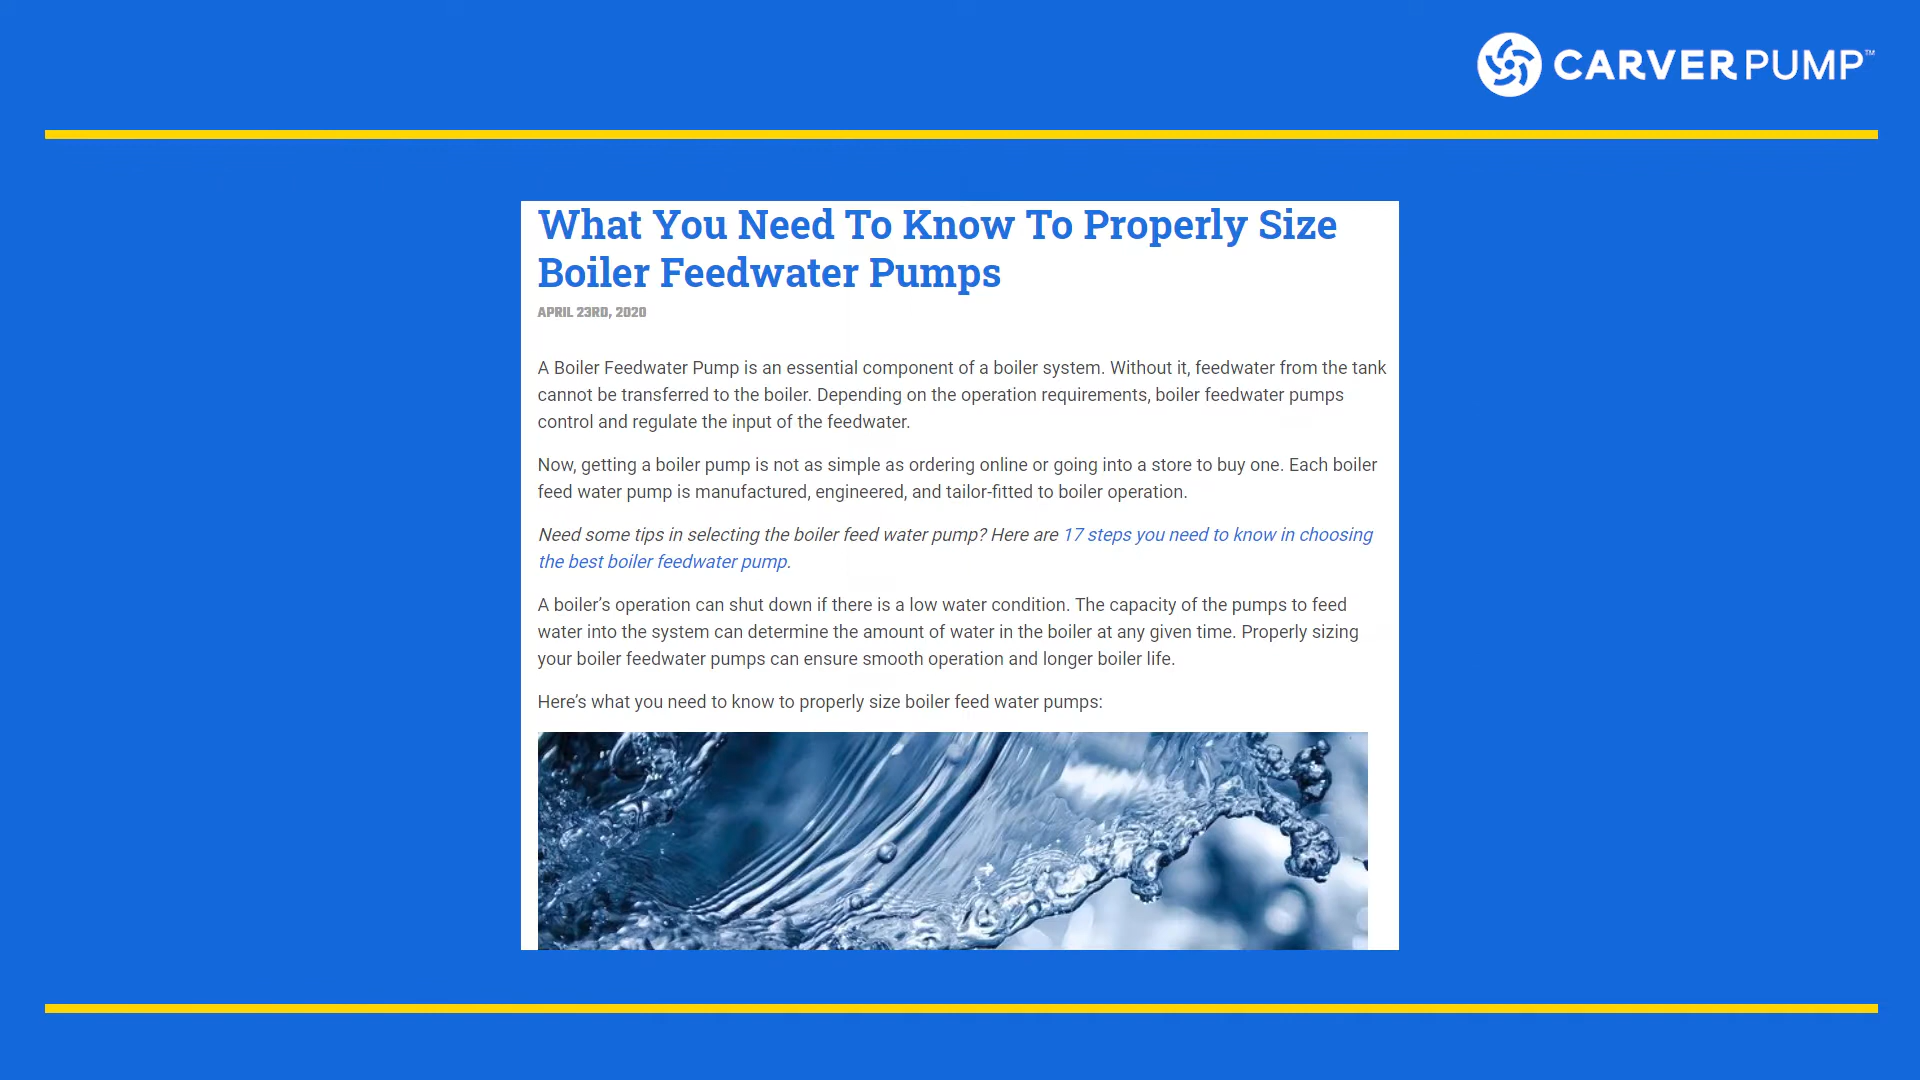 CARVER PUMP™
What You Need To Know To Properly Size
Boiler Feedwater Pumps
APRIL 23RD, 2020
A Boiler Feedwater Pump is an essential component of a boiler system. Without it, feedwater from the tank
cannot be transferred to the boiler. Depending on the operation requirements, boiler feedwater pumps
control and regulate the input of the feedwater.
Now, getting a boiler pump is not as simple as ordering online or going into a store to buy one. Each boiler
feed water pump is manufactured, engineered, and tailor-fitted to boiler operation.
Need some tips in selecting the boiler feed water pump? Here are 17 steps you need to know in choosing
the best boiler feedwater pump.
A boiler’s operation can shut down if there is a low water condition. The capacity of the pumps to feed
water into the system can determine the amount of water in the boiler at any given time. Properly sizing
your boiler feedwater pumps can ensure smooth operation and longer boiler life.
Here’s what you need to know to properly size boiler feed water pumps: